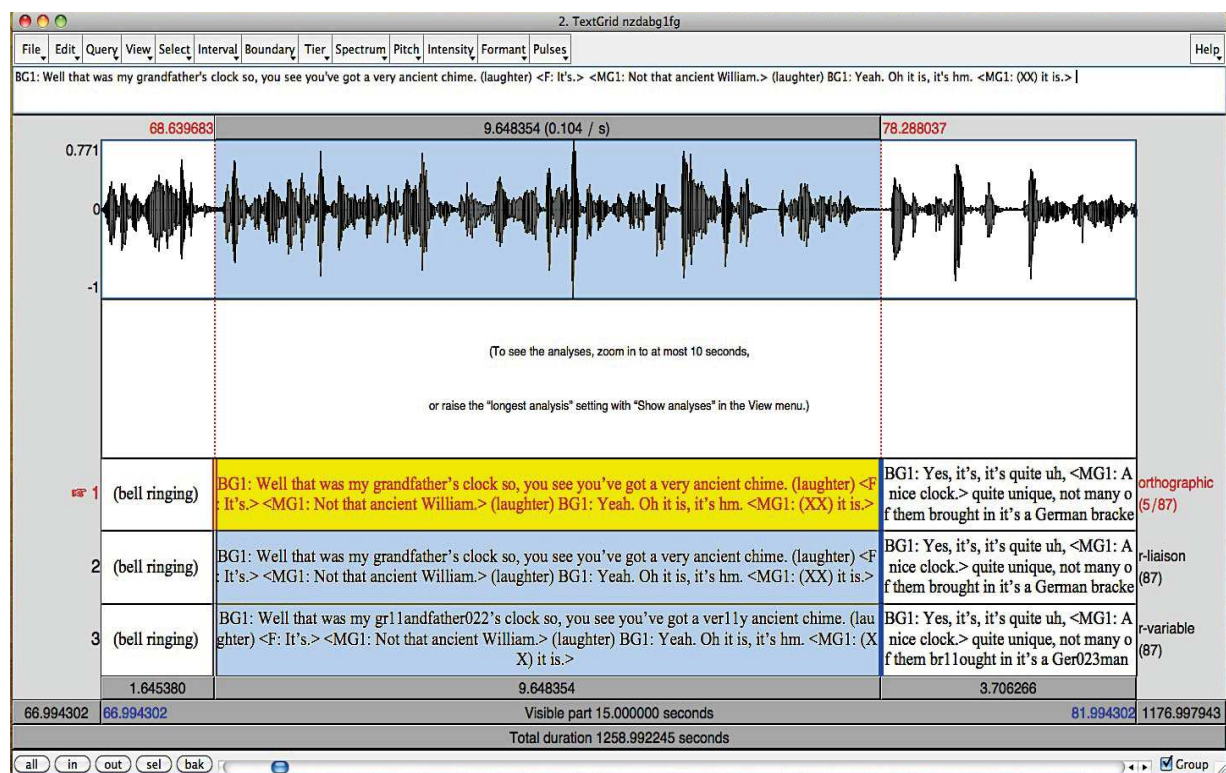 2. TextGrid nzdabg1fg
File Edit Query View Select Interval Boundary Tier Spectrum Pitch Intensity Formant Pulses Help
BG1: Well that was my grandfather's clock so, you see you've got a very ancient chime. (laughter) <F: It's.> <MG1: Not that ancient William.> (laughter) BG1: Yeah. Oh it is, it's hm. <MG1: (XX) it is.>
68.639683 9.648354 (0.104 / s) 78.288037
0.771
0
-1
(To see the analyses, zoom in to at most 10 seconds,
or raise the "longest analysis" setting with "Show analyses" in the View menu.)
1
(bell ringing)
BG1: Well that was my grandfather's clock so, you see you've got a very ancient chime. (laughter) <F
: It's.> <MG1: Not that ancient William.> (laughter) BG1: Yeah. Oh it is, it's hm. <MG1: (XX) it is.>
BG1: Yes, it's, it's quite uh, <MG1: A
nice clock.> quite unique, not many o
f them brought in it's a German bracke
orthographic
(5/87)
2
(bell ringing)
BG1: Well that was my grandfather's clock so, you see you've got a very ancient chime. (laughter) <F
: It's.> <MG1: Not that ancient William.> (laughter) BG1: Yeah. Oh it is, it's hm. <MG1: (XX) it is.>
BG1: Yes, it's, it's quite uh, <MG1: A
nice clock.> quite unique, not many o
f them brought in it's a German bracke
r-liaison
(87)
3
(bell ringing)
BG1: Well that was my gr11andfather022's clock so, you see you've got a ver11y ancient chime. (lau
ghter) <F: It's.> <MG1: Not that ancient William.> (laughter) BG1: Yeah. Oh it is, it's hm. <MG1: (X
X) it is.>
BG1: Yes, it's, it's quite uh, <MG1: A
nice clock.> quite unique, not many o
f them br11ought in it's a Ger023man
r-variable
(87)
1.645380 9.648354 3.706266
66.994302 66.994302 Visible part 15.000000 seconds 81.994302 1176.997943
Total duration 1258.992245 seconds
all in out sel bak Group